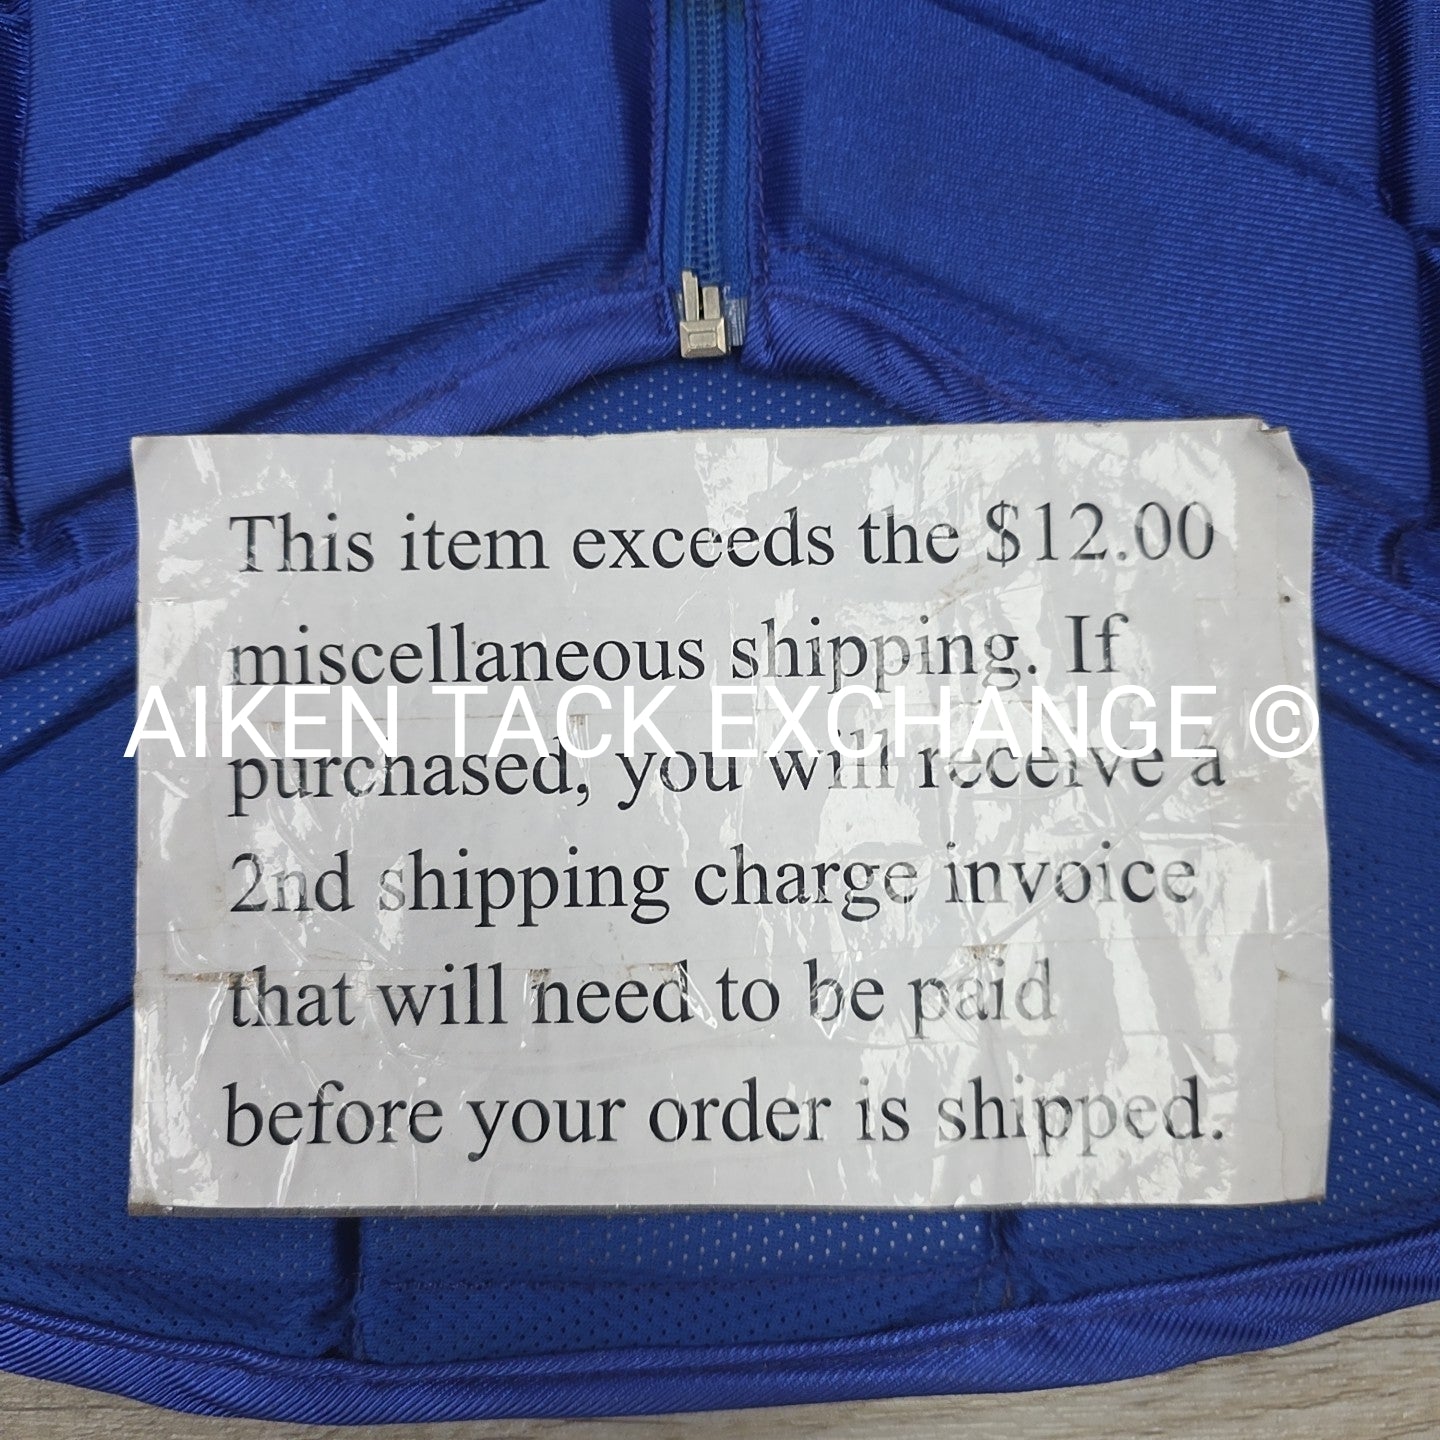 This item exceeds the $12.00
miscellaneous shipping. If
AIKEN TACK EXCHANGE ©
purchased, you will receive a
2nd shipping charge invoice
that will need to be paid
before your order is shipped.